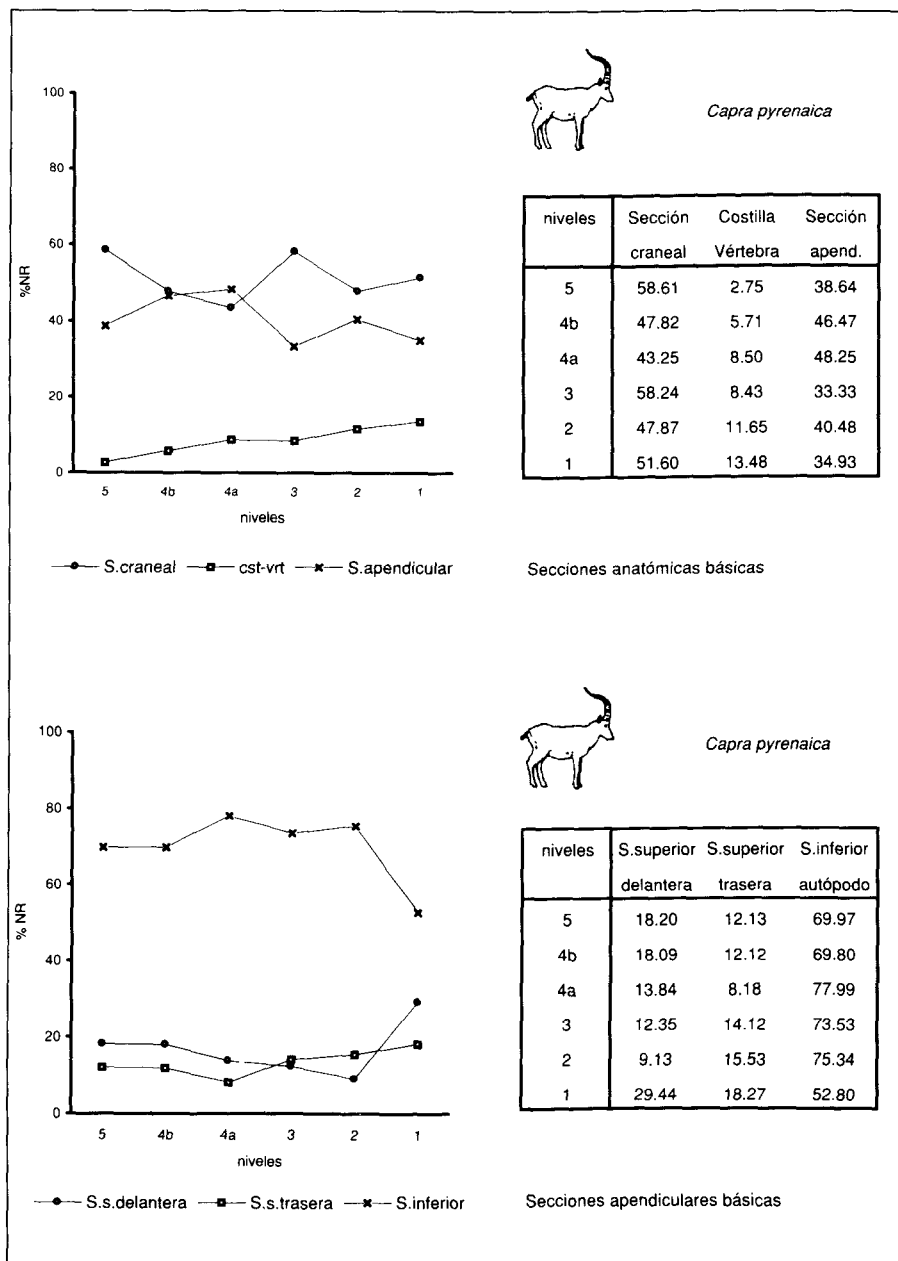 Capra pyrenaica
100
80
60
40
20
0
%NR
5 4b 4a 3 2 1
niveles
niveles Sección craneal Costilla Vértebra Sección apend.
5 58.61 2.75 38.64
4b 47.82 5.71 46.47
4a 43.25 8.50 48.25
3 58.24 8.43 33.33
2 47.87 11.65 40.48
1 51.60 13.48 34.93
S.craneal cst-vrt S.apendicular
Secciones anatómicas básicas
Capra pyrenaica
100
80
60
40
20
0
% NR
5 4b 4a 3 2 1
niveles
niveles S.superior delantera S.superior trasera S.inferior autópodo
5 18.20 12.13 69.97
4b 18.09 12.12 69.80
4a 13.84 8.18 77.99
3 12.35 14.12 73.53
2 9.13 15.53 75.34
1 29.44 18.27 52.80
S.s.delantera S.s.trasera S.inferior
Secciones apendiculares básicas